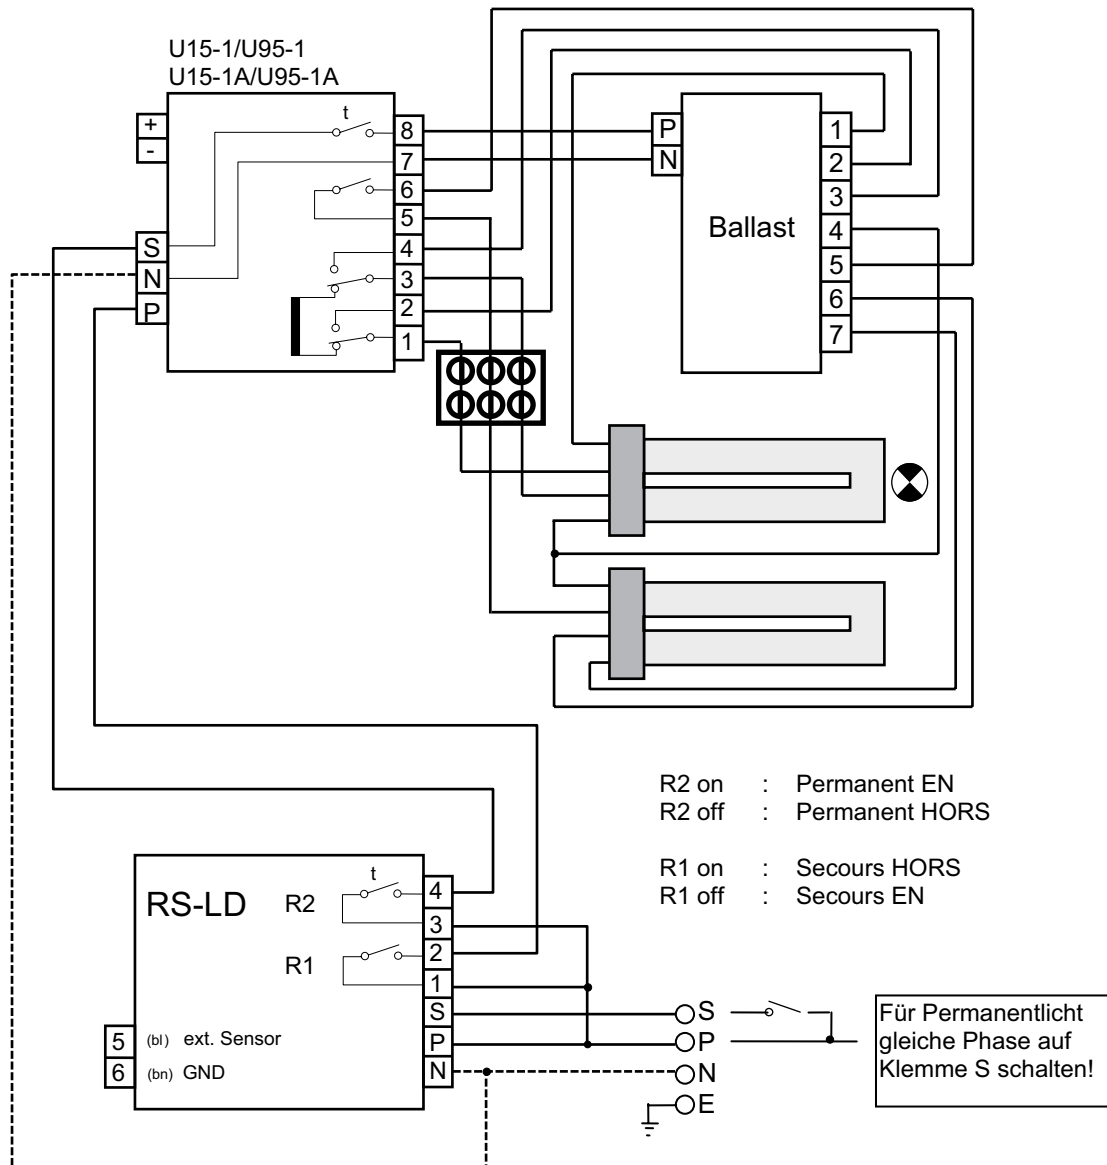 U15-1/U95-1
U15-1A/U95-1A
+
-
S
N
P
t
8
7
6
5
4
3
2
1
P
N
Ballast
1
2
3
4
5
6
7
R2 on : Permanent EN
R2 off : Permanent HORS
R1 on : Secours HORS
R1 off : Secours EN
RS-LD
t
R2
R1
4
3
2
1
S
P
N
5 (bl) ext. Sensor
6 (bn) GND
S
P
N
E
Für Permanentlicht
gleiche Phase auf
Klemme S schalten!